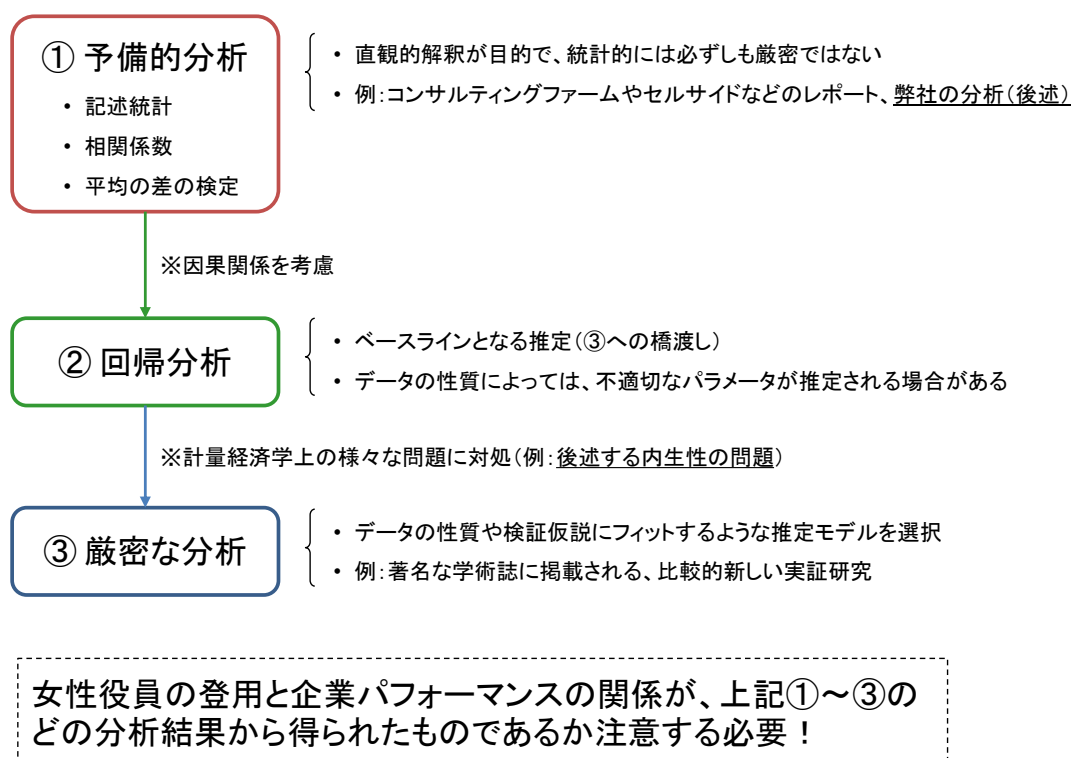 ① 予備的分析
・ 記述統計
・ 相関係数
・ 平均の差の検定
・ 直観的解釈が目的で、統計的には必ずしも厳密ではない
・ 例：コンサルティングファームやセルサイドなどのレポート、弊社の分析（後述）
※因果関係を考慮
② 回帰分析
・ ベースラインとなる推定（③への橋渡し）
・ データの性質によっては、不適切なパラメータが推定される場合がある
※計量経済学上の様々な問題に対処（例：後述する内生性の問題）
③ 厳密な分析
・ データの性質や検証仮説にフィットするような推定モデルを選択
・ 例：著名な学術誌に掲載される、比較的新しい実証研究
女性役員の登用と企業パフォーマンスの関係が、上記①～③の
どの分析結果から得られたものであるか注意する必要！